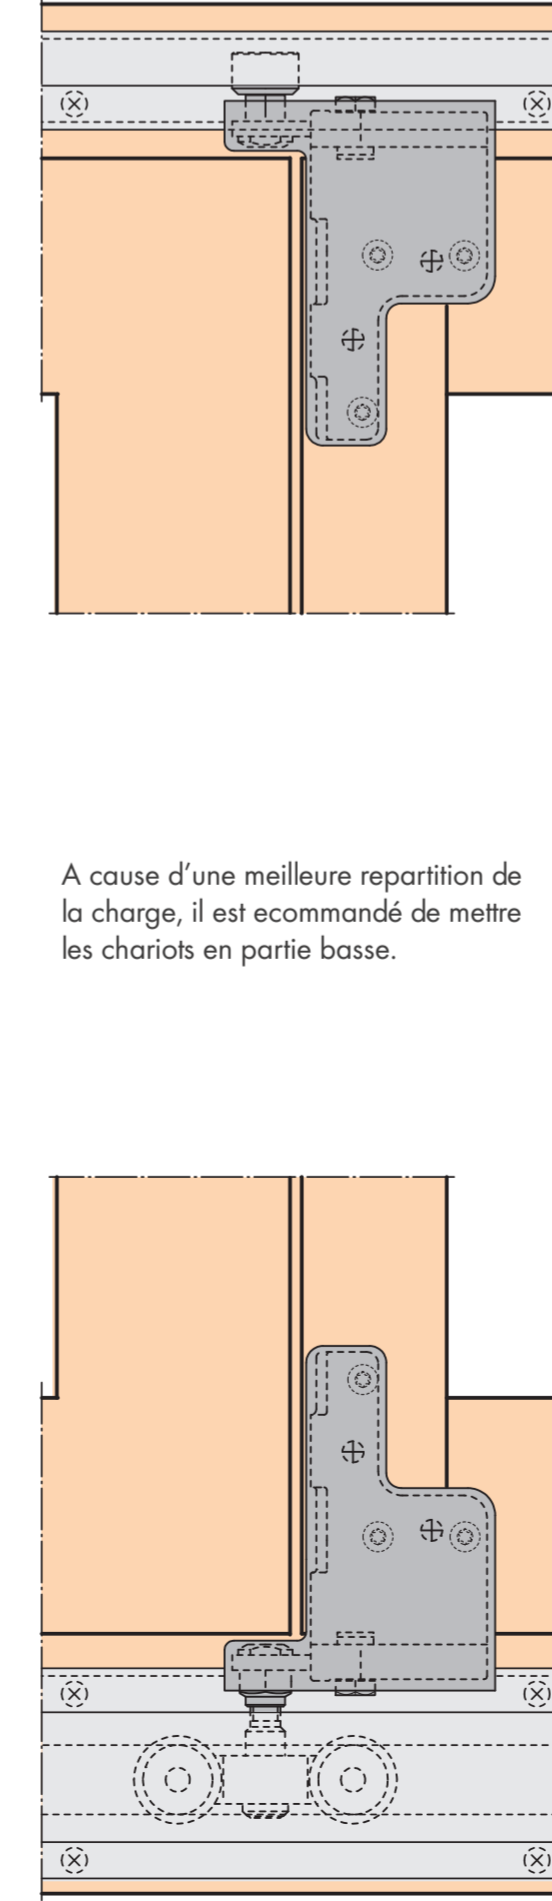 A cause d’une meilleure repartition de
la charge, il est ecommandé de mettre
les chariots en partie basse.